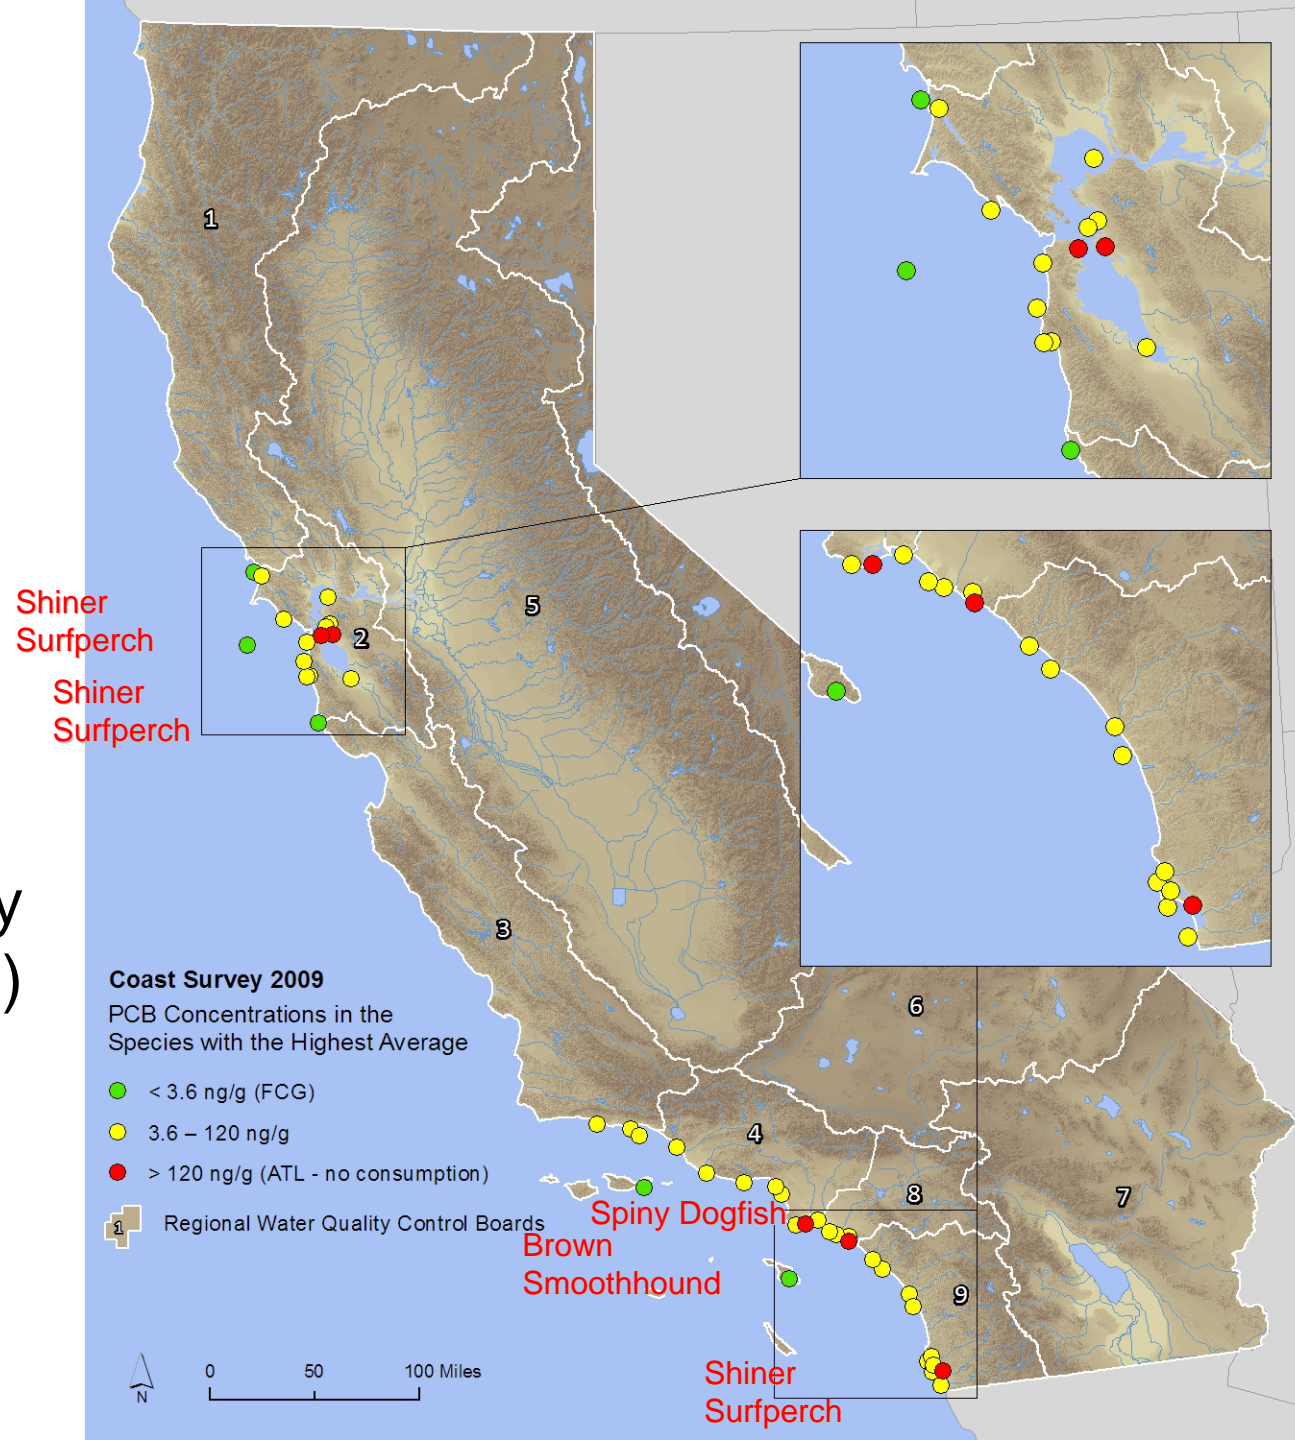 1
2
5
3
6
4
8
7
9
Shiner
Surfperch
Shiner
Surfperch
y
)
Coast Survey 2009
PCB Concentrations in the
Species with the Highest Average
< 3.6 ng/g (FCG)
3.6 – 120 ng/g
> 120 ng/g (ATL - no consumption)
1 Regional Water Quality Control Boards
Spiny Dogfish
Brown
Smoothhound
Shiner
Surfperch
0 50 100 Miles
N